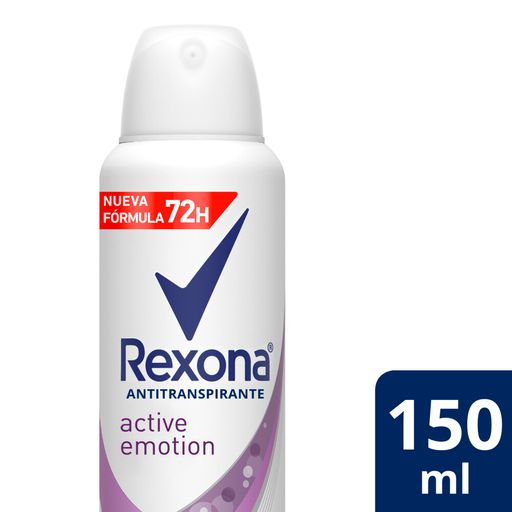 NUEVA
FÓRMULA 72H
Rexona®
ANTITRANSPIRANTE
active
emotion
150
ml